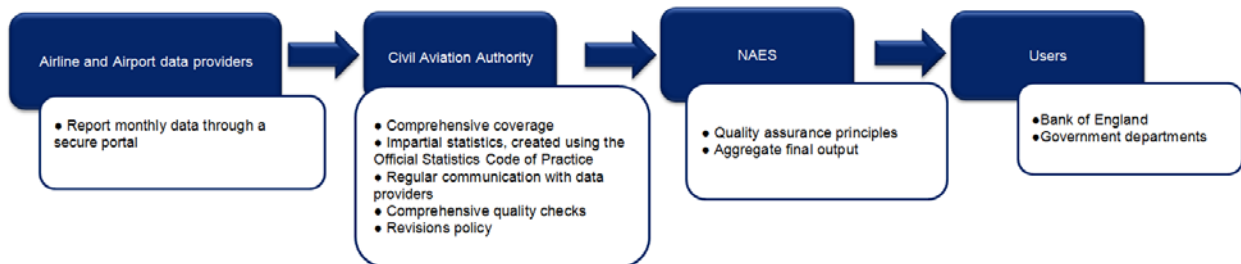 Airline and Airport data providers
● Report monthly data through a
secure portal
Civil Aviation Authority
● Comprehensive coverage
● Impartial statistics, created using the
Official Statistics Code of Practice
● Regular communication with data
providers
● Comprehensive quality checks
● Revisions policy
NAES
● Quality assurance principles
● Aggregate final output
Users
●Bank of England
●Government departments